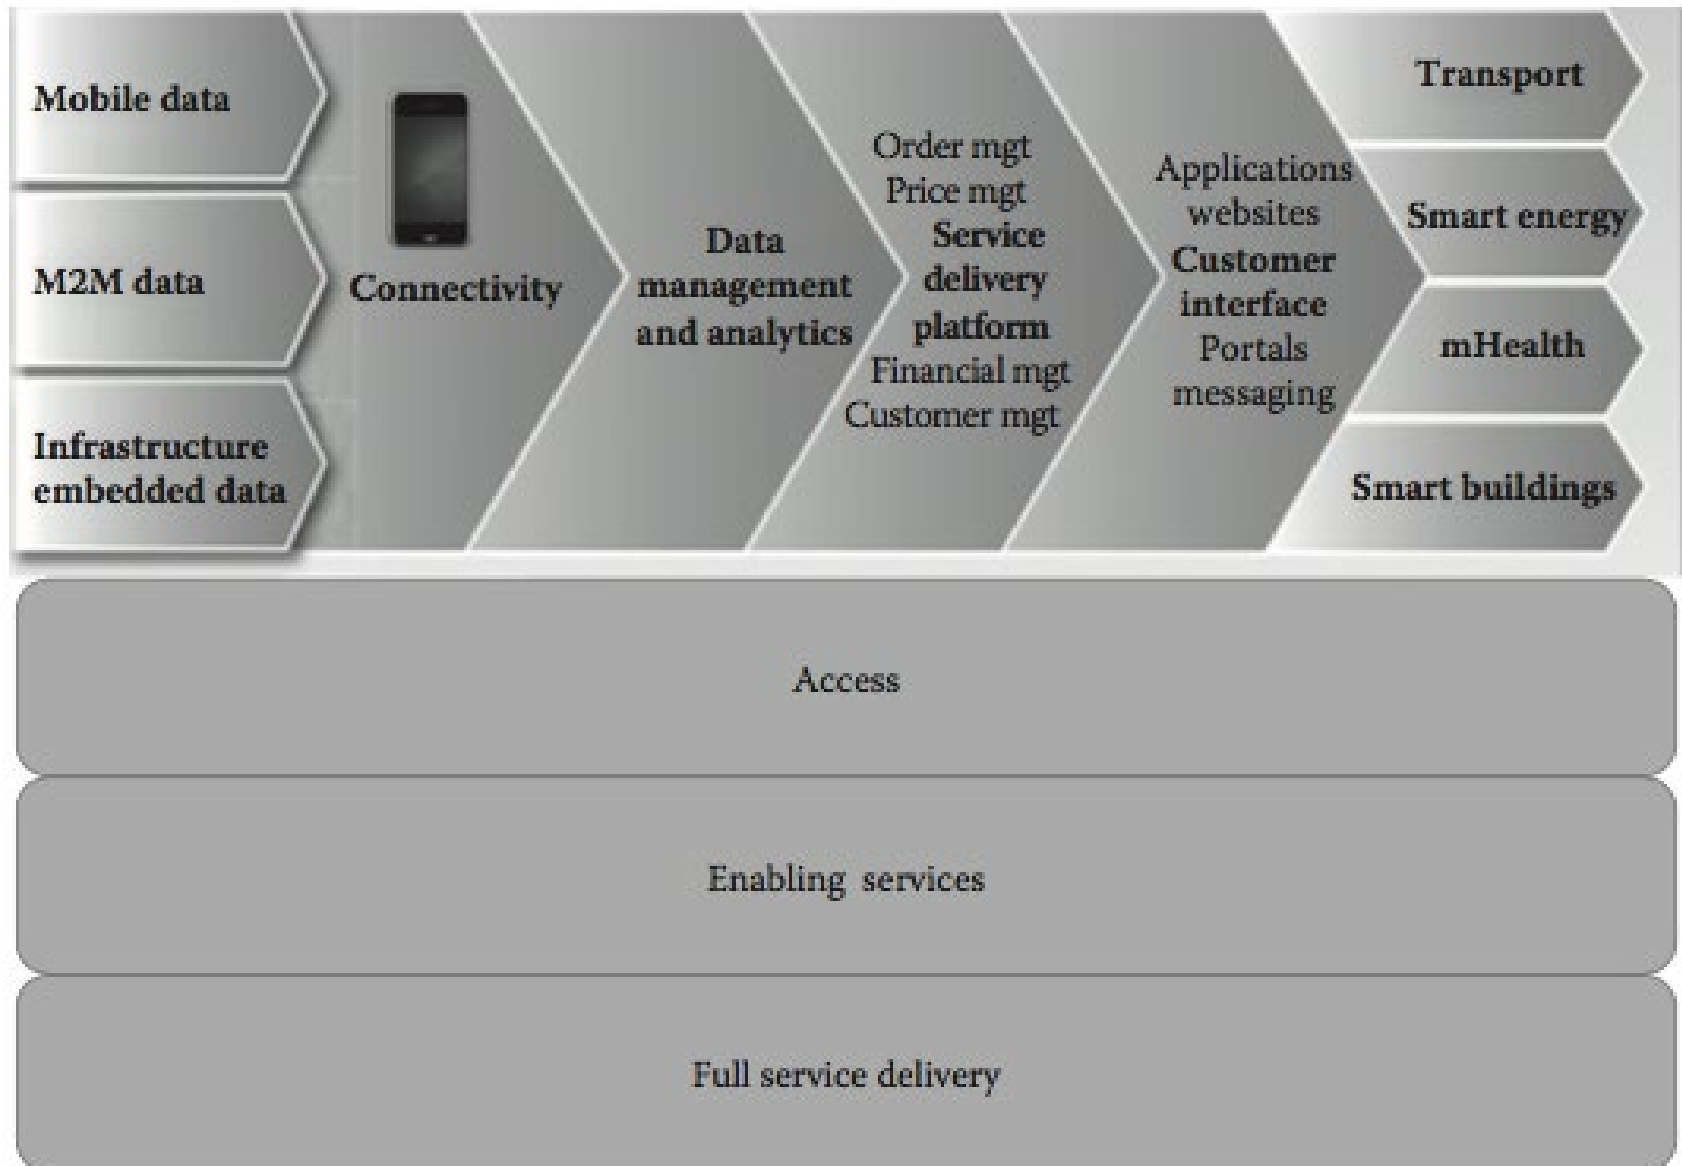 Mobile data
M2M data
Infrastructure
embedded data
Connectivity
Data
management
and analytics
Order mgt
Price mgt
Service
delivery
platform
Financial mgt
Customer mgt
Applications
websites
Customer
interface
Portals
messaging
Transport
Smart energy
mHealth
Smart buildings
Access
Enabling services
Full service delivery